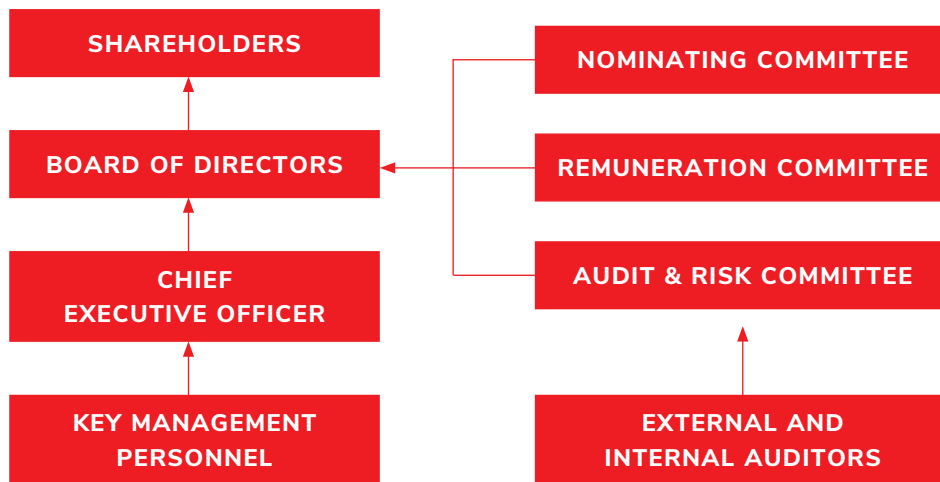 SHAREHOLDERS
BOARD OF DIRECTORS
CHIEF
EXECUTIVE OFFICER
KEY MANAGEMENT
PERSONNEL
NOMINATING COMMITTEE
REMUNERATION COMMITTEE
AUDIT & RISK COMMITTEE
EXTERNAL AND
INTERNAL AUDITORS